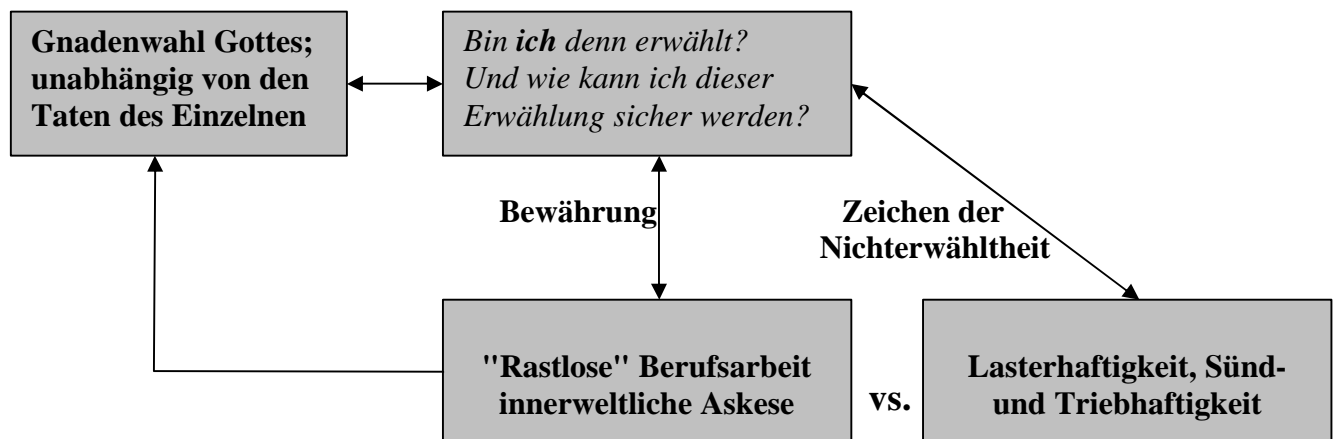 Gnadenwahl Gottes;
unabhängig von den
Taten des Einzelnen
Bin ich denn erwählt?
Und wie kann ich dieser
Erwählung sicher werden?
Bewährung
Zeichen der
Nichterwähltheit
"Rastlose" Berufsarbeit
innerweltliche Askese
vs.
Lasterhaftigkeit, Sünd-
und Triebhaftigkeit